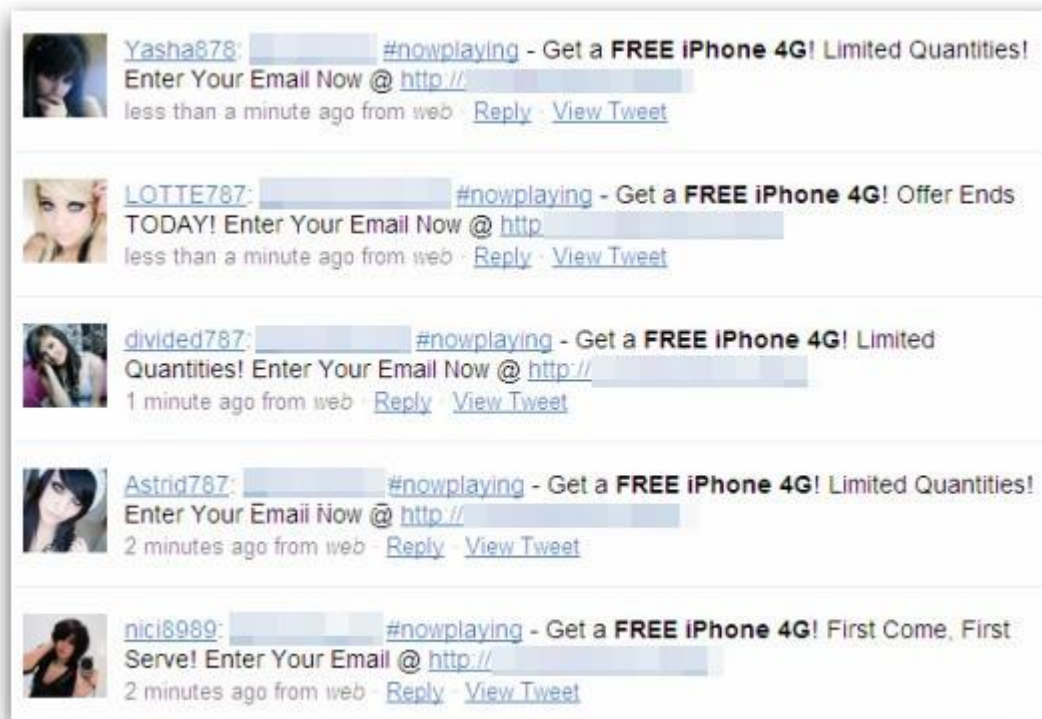 Yasha878: #nowplaying - Get a FREE iPhone 4G! Limited Quantities!
Enter Your Email Now @ http://
less than a minute ago from web · Reply · View Tweet
LOTTE787: #nowplaying - Get a FREE iPhone 4G! Offer Ends
TODAY! Enter Your Email Now @ http
less than a minute ago from web · Reply · View Tweet
divided787: #nowplaying - Get a FREE iPhone 4G! Limited
Quantities! Enter Your Email Now @ http://
1 minute ago from web · Reply · View Tweet
Astrid787: #nowplaying - Get a FREE iPhone 4G! Limited Quantities!
Enter Your Email Now @ http://
2 minutes ago from web · Reply · View Tweet
nici8989: #nowplaying - Get a FREE iPhone 4G! First Come, First
Serve! Enter Your Email @ http://
2 minutes ago from web · Reply · View Tweet